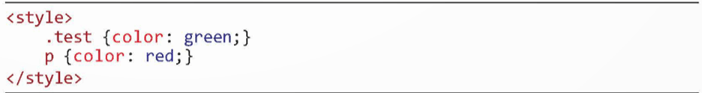 <style>
    .test {color: green;}
    p {color: red;}
</style>